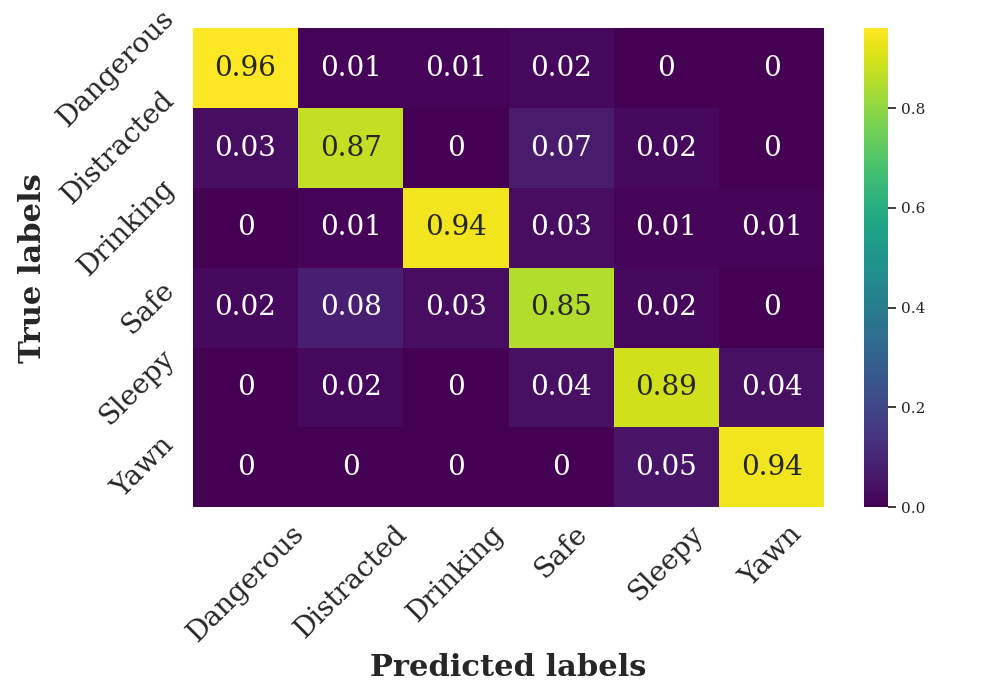 Dangerous 0.96 0.01 0.01 0.02 0 0
Distracted 0.03 0.87 0 0.07 0.02 0
Drinking 0 0.01 0.94 0.03 0.01 0.01
Safe 0.02 0.08 0.03 0.85 0.02 0
Sleepy 0 0.02 0 0.04 0.89 0.04
Yawn 0 0 0 0 0.05 0.94
True labels
Dangerous Distracted Drinking Safe Sleepy Yawn
Predicted labels
0.8
0.6
0.4
0.2
0.0